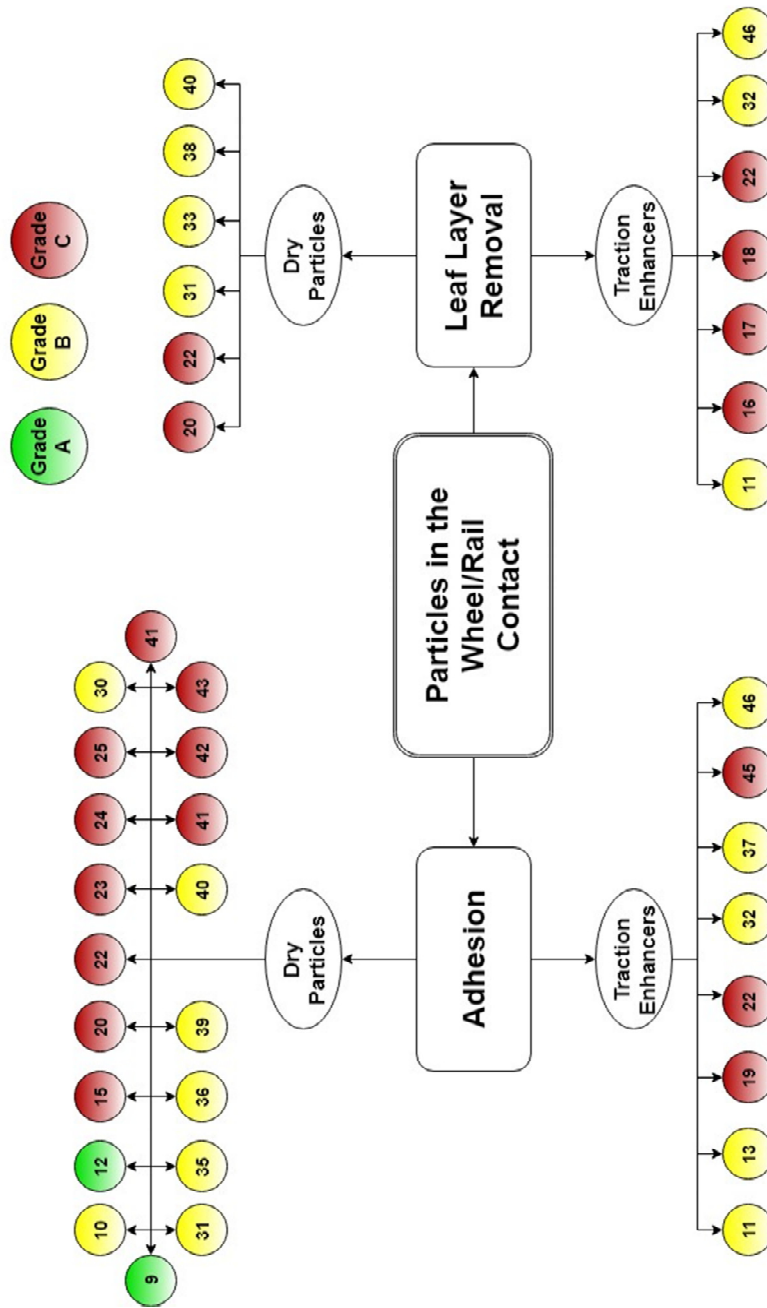 Grade
A
Grade
B
Grade
C
10
12
15
20
22
23
24
25
30
9
41
31
35
36
39
40
41
42
43
20
22
31
33
38
40
Dry
Particles
Dry
Particles
Adhesion
Particles in the
Wheel/Rail
Contact
Leaf Layer
Removal
Traction
Enhancers
Traction
Enhancers
11
13
19
22
32
37
45
46
11
16
17
18
22
32
46